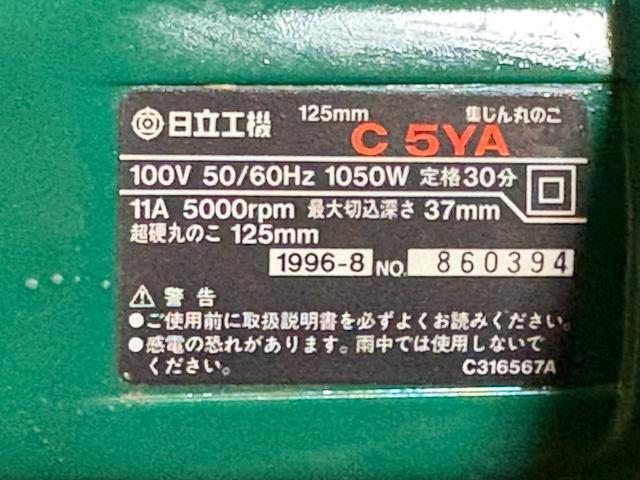 日立工機 125mm 集じん丸のこ
C 5YA
100V 50/60Hz 1050W 定格30分
11A 5000rpm 最大切込深さ 37mm
超硬丸のこ 125mm
1996-8 NO. 860394
⚠ 警告
●ご使用前に取扱説明書を必ずよくお読みください。
●感電の恐れがあります。雨中では使用しないで
ください。
C316567A